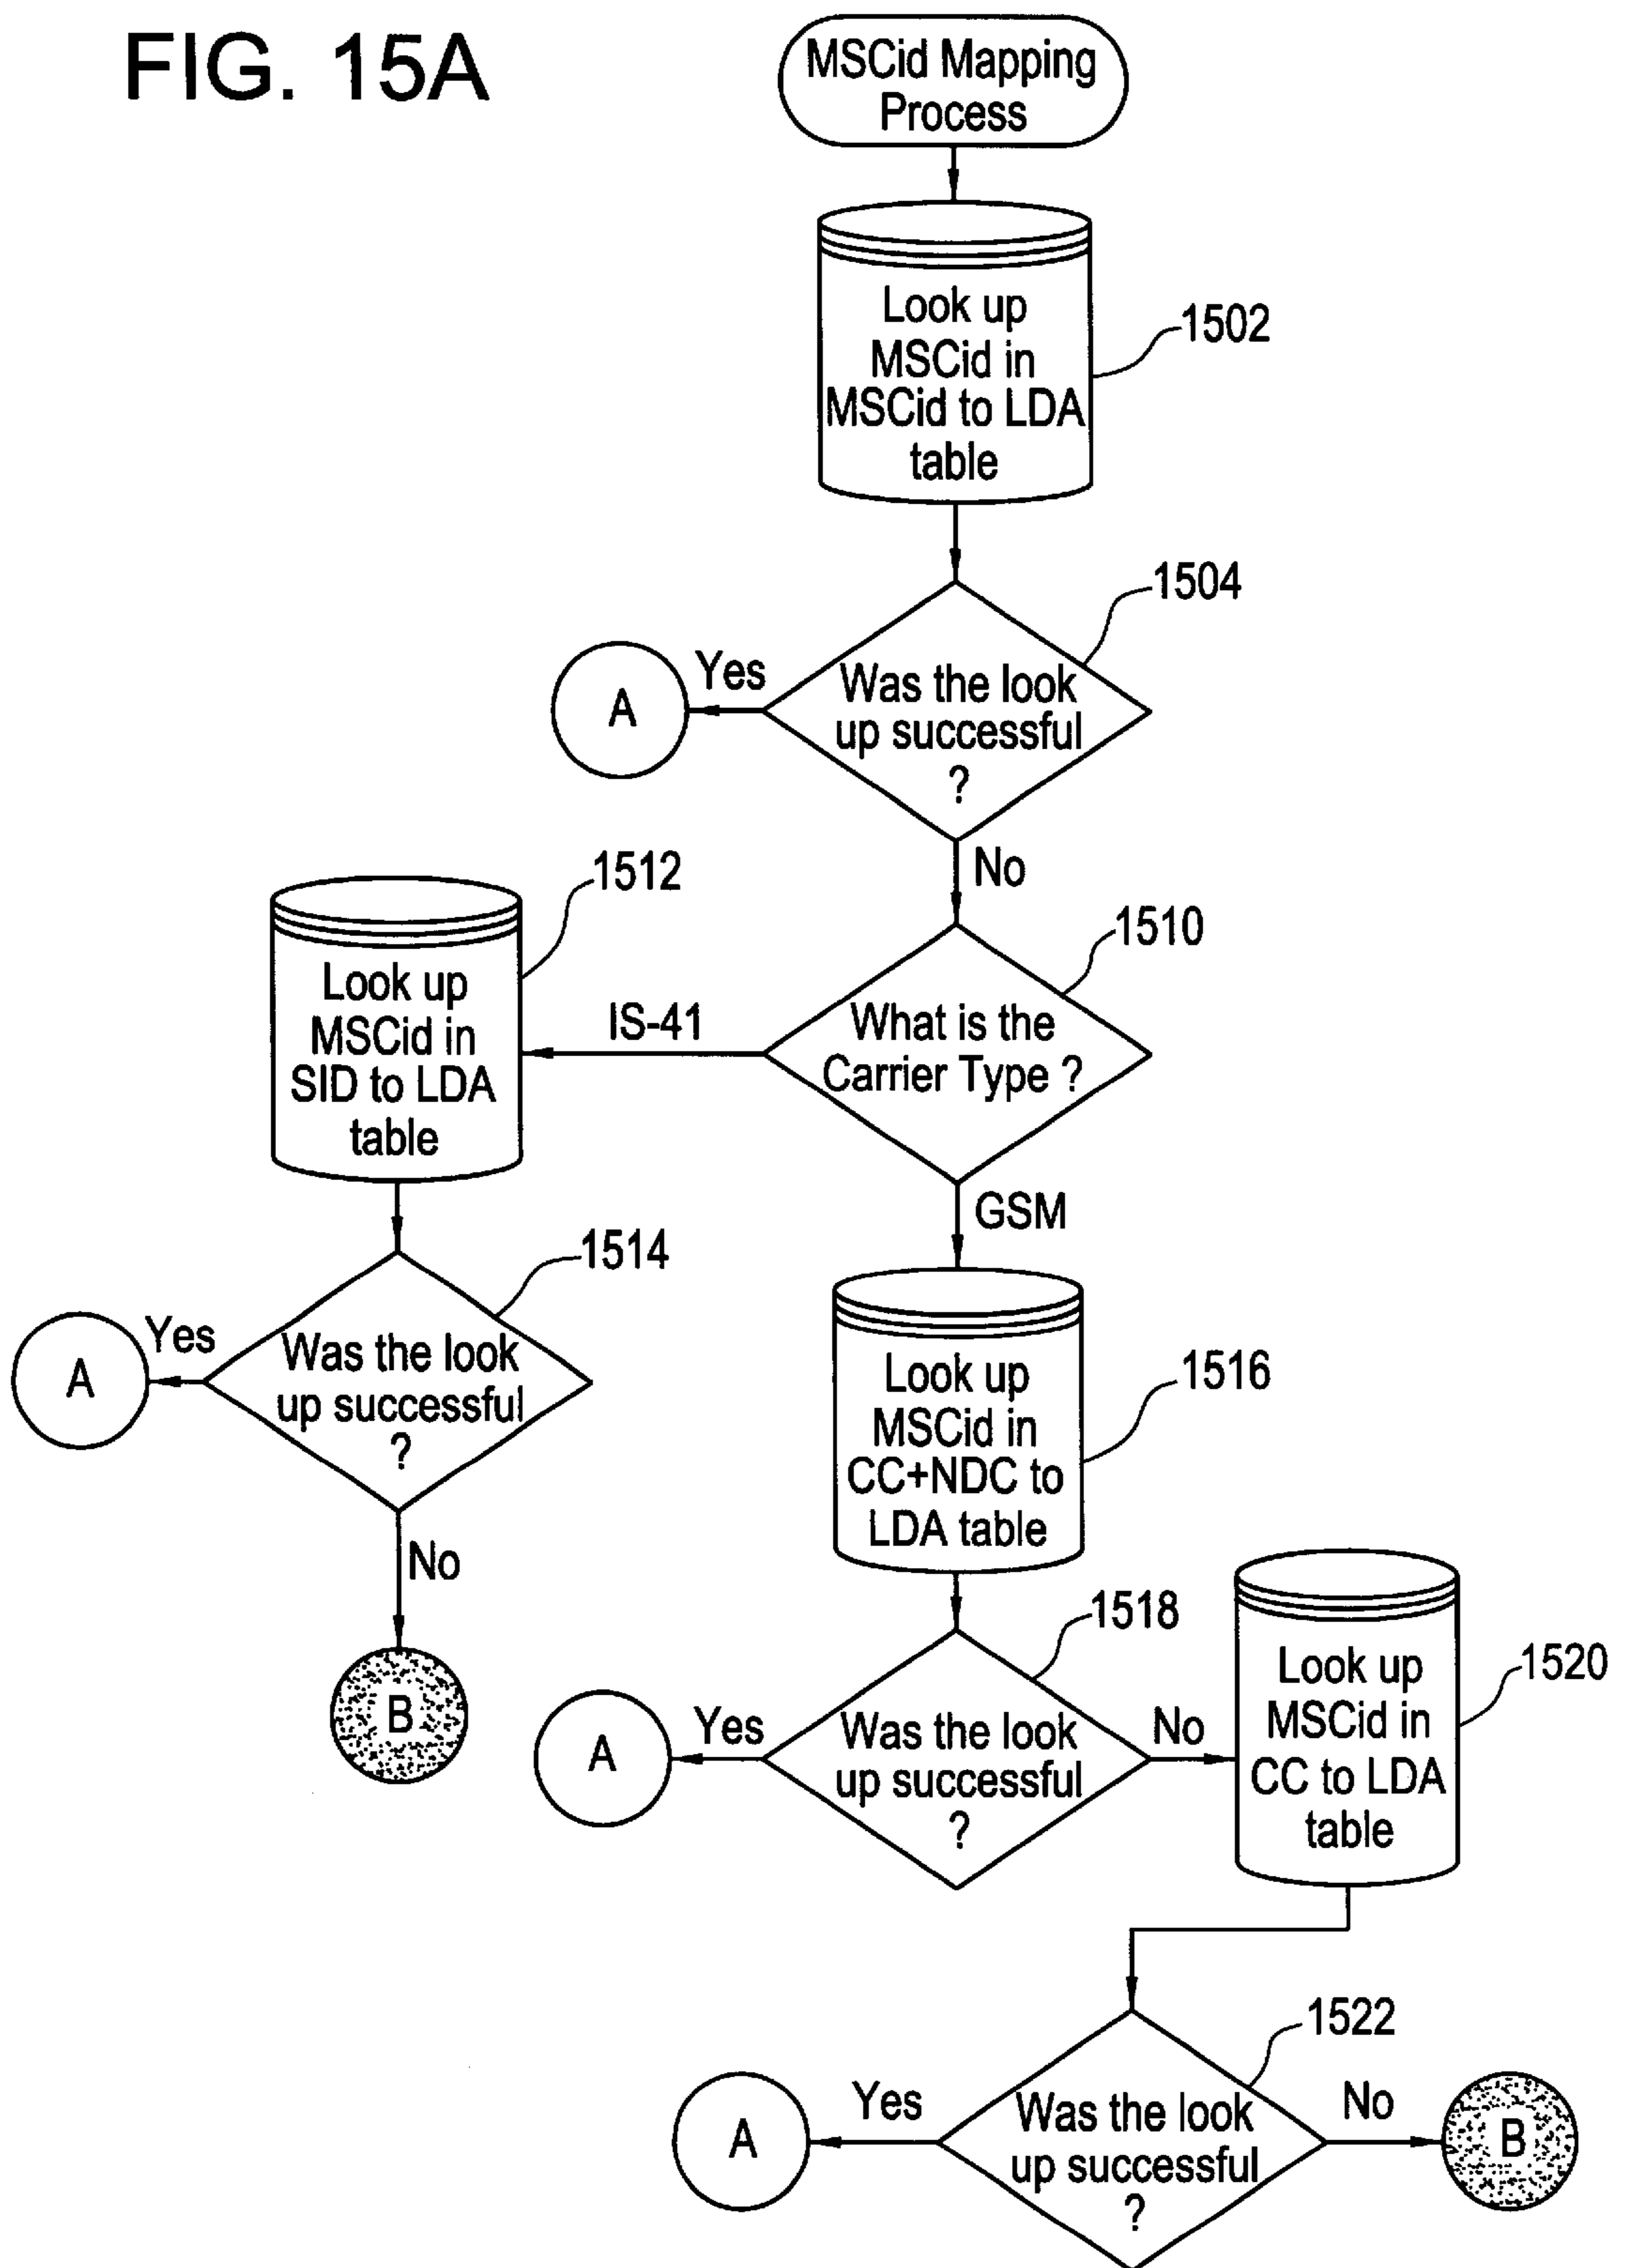 FIG. 15A
MSCid Mapping
Process
Look up
MSCid in
MSCid to LDA
table
1502
1504
Was the look
up successful
?
Yes
A
No
1510
What is the
Carrier Type ?
IS-41
1512
Look up
MSCid in
SID to LDA
table
GSM
1514
Was the look
up successful
?
Yes
A
No
B
1516
Look up
MSCid in
CC+NDC to
LDA table
1518
Was the look
up successful
?
Yes
A
No
1520
Look up
MSCid in
CC to LDA
table
1522
Was the look
up successful
?
Yes
A
No
B